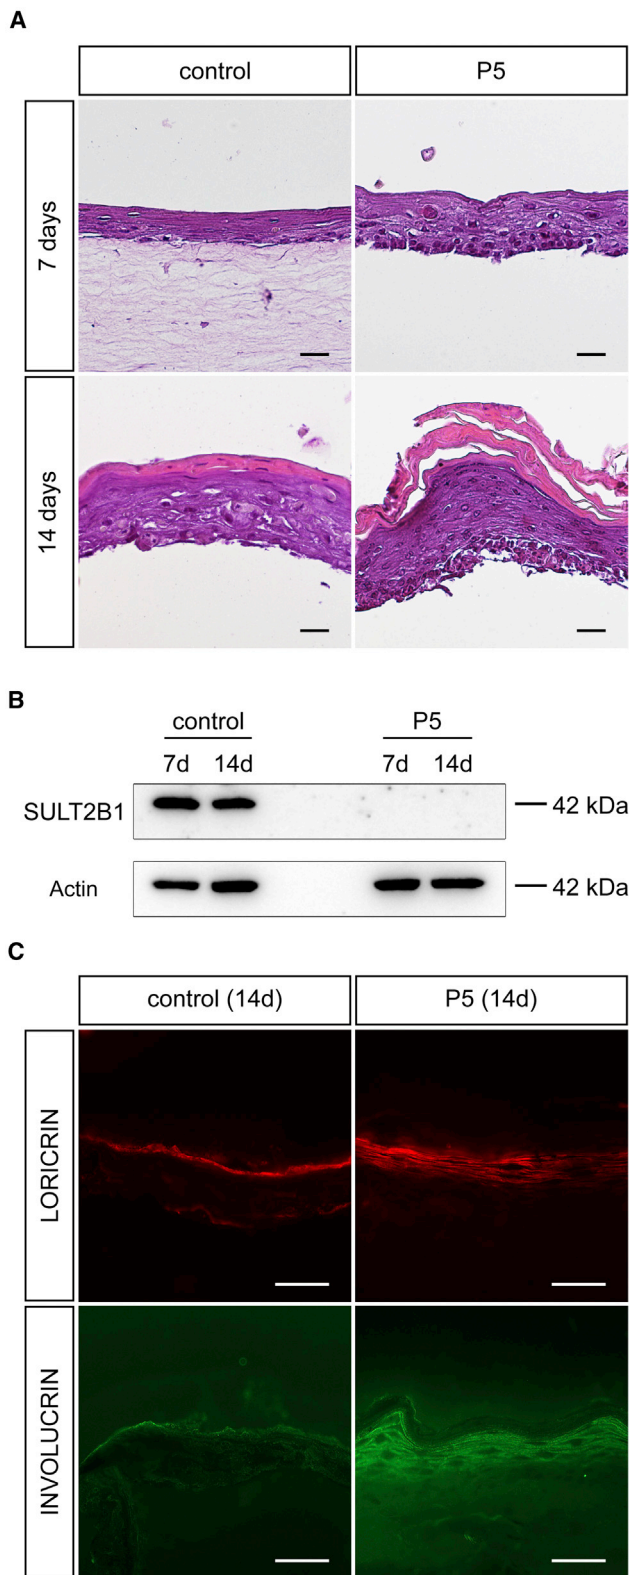 A
control
P5
7 days
14 days
B
control
P5
7d
14d
7d
14d
SULT2B1
42 kDa
Actin
42 kDa
C
control (14d)
P5 (14d)
LORICRIN
INVOLUCRIN